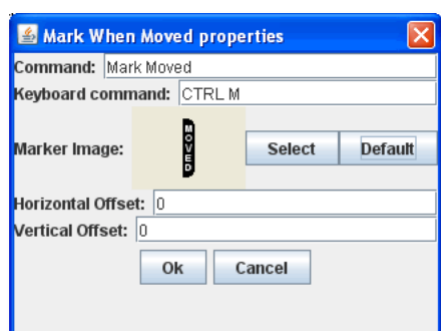 Mark When Moved properties
Command: Mark Moved
Keyboard command: CTRL M
Marker Image: MOVED Select Default
Horizontal Offset: 0
Vertical Offset: 0
Ok Cancel